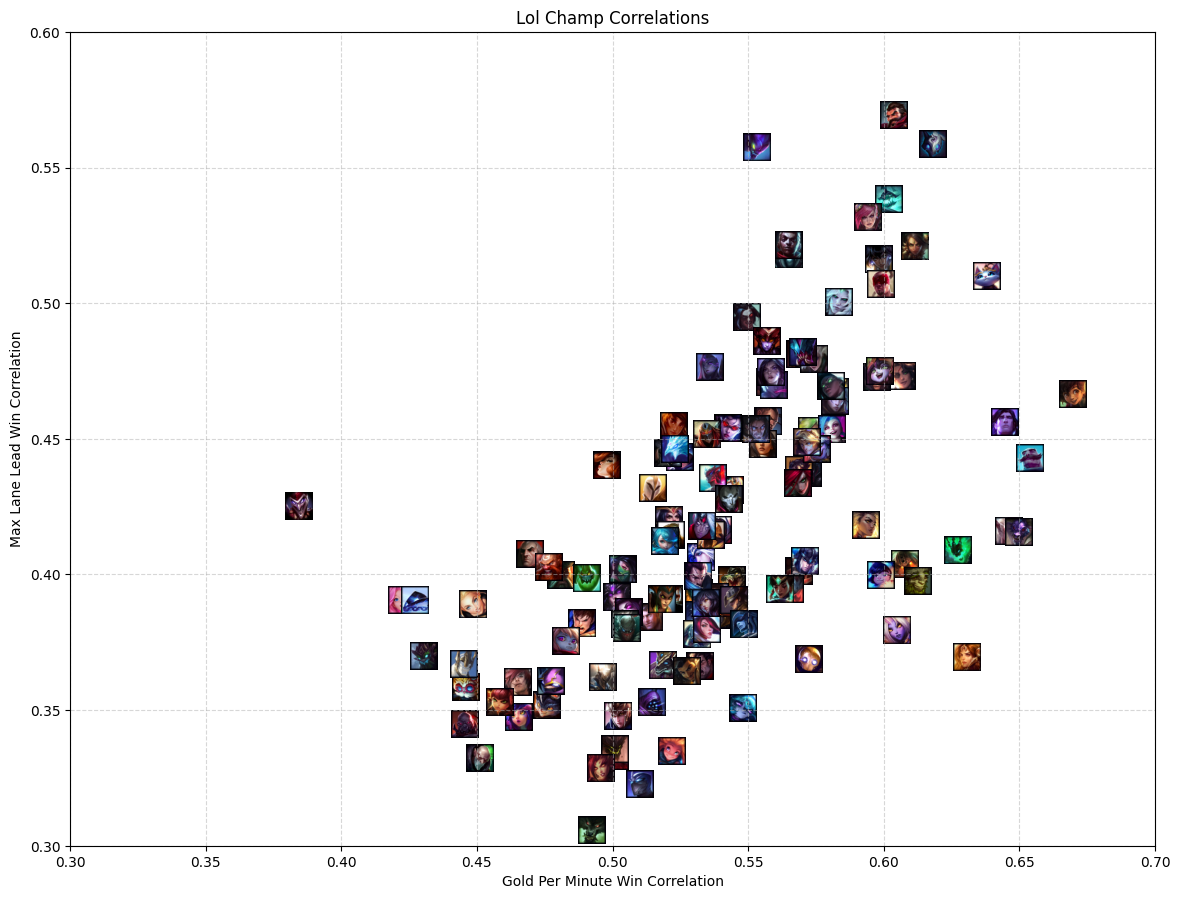 Lol Champ Correlations
0.60
0.55
0.50
0.45
0.40
0.35
0.30
Max Lane Lead Win Correlation
0.30 0.35 0.40 0.45 0.50 0.55 0.60 0.65 0.70
Gold Per Minute Win Correlation